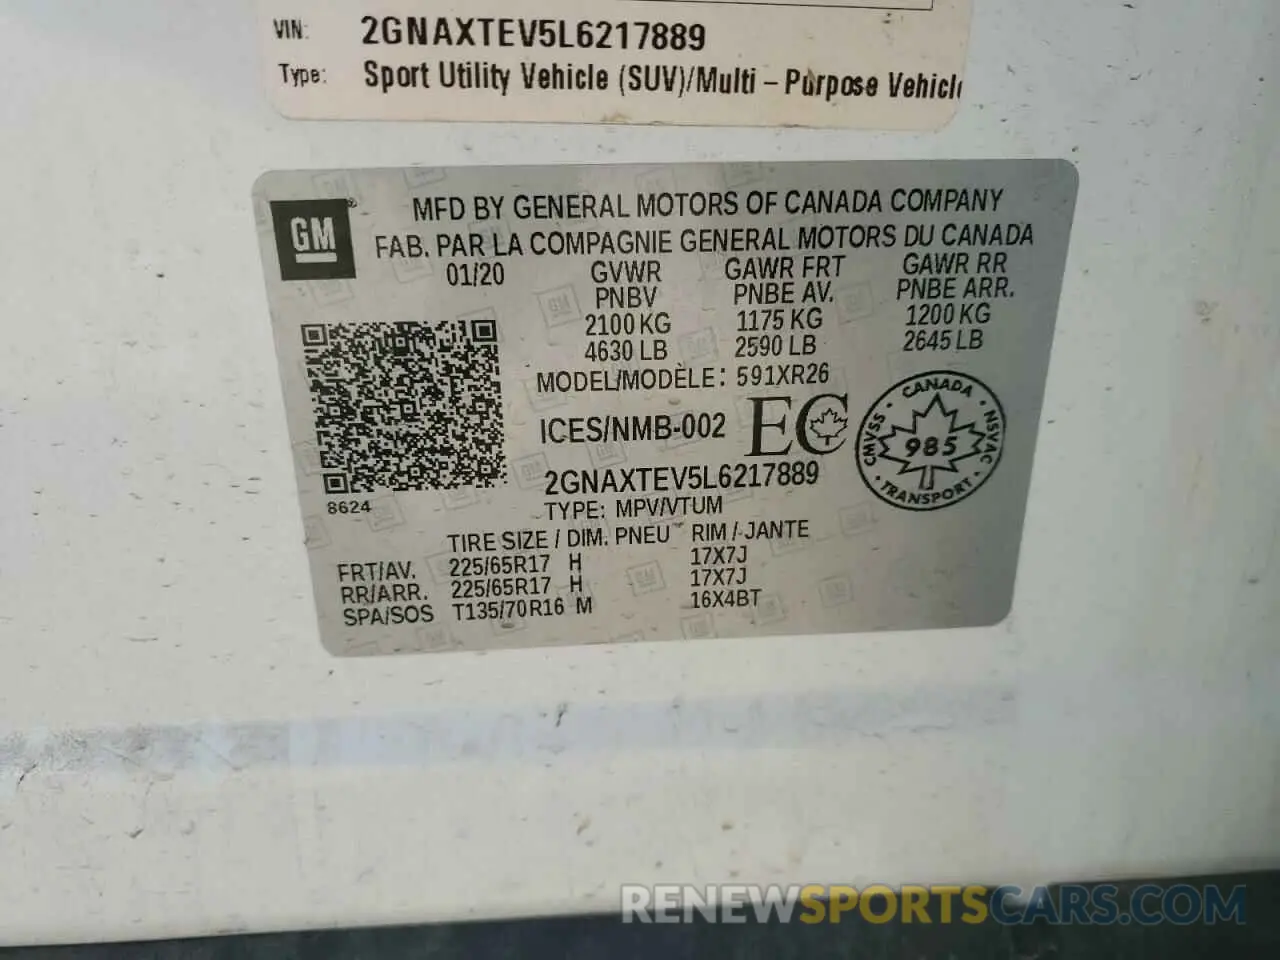 VIN: 2GNAXTEV5L6217889
Type: Sport Utility Vehicle (SUV)/Multi – Purpose Vehicl
GM®
MFD BY GENERAL MOTORS OF CANADA COMPANY
FAB. PAR LA COMPAGNIE GENERAL MOTORS DU CANADA
01/20 GVWR GAWR FRT GAWR RR
PNBV PNBE AV. PNBE ARR.
2100 KG 1175 KG 1200 KG
4630 LB 2590 LB 2645 LB
MODEL/MODÈLE: 591XR26
ICES/NMB-002 EC
CANADA
CMVSS 985 NSVAC
TRANSPORT
2GNAXTEV5L6217889
8624
TYPE: MPV/VTUM
TIRE SIZE / DIM. PNEU RIM / JANTE
FRT/AV. 225/65R17 H 17X7J
RR/ARR. 225/65R17 H 17X7J
SPA/SOS T135/70R16 M 16X4BT
RENEWSPORTSCARS.COM